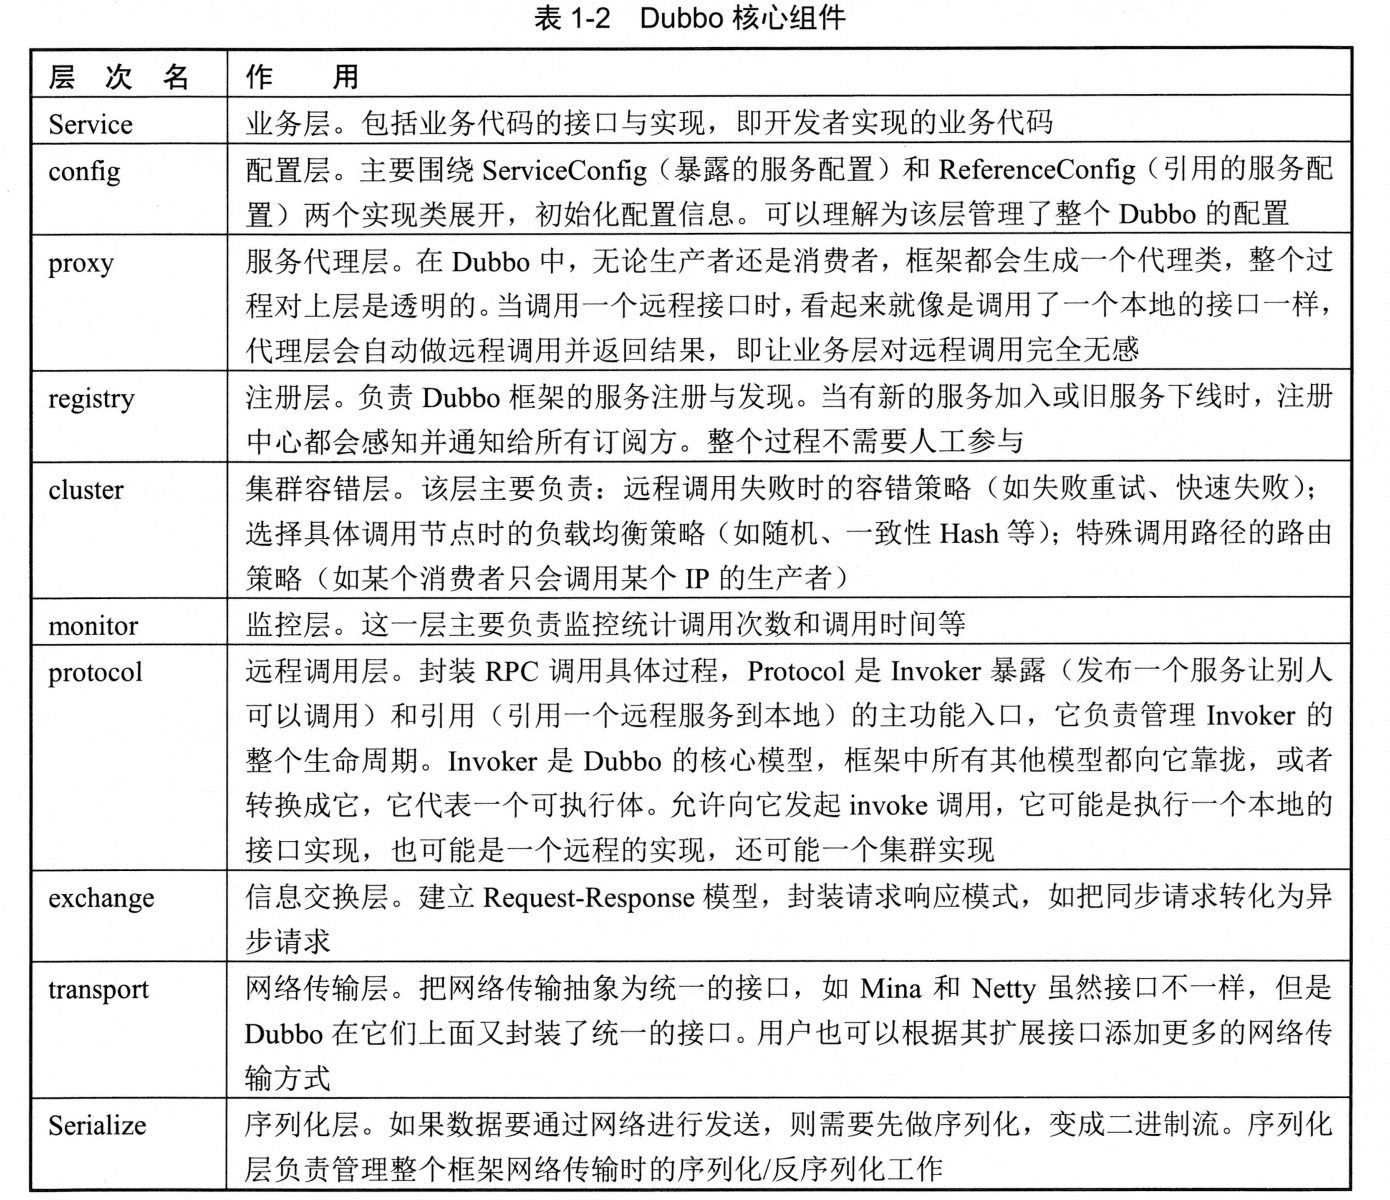 表 1-2 Dubbo 核心组件
层 次 名 作 用
Service 业务层。包括业务代码的接口与实现，即开发者实现的业务代码
config 配置层。主要围绕 ServiceConfig（暴露的服务配置）和 ReferenceConfig（引用的服务配
置）两个实现类展开，初始化配置信息。可以理解为该层管理了整个 Dubbo 的配置
proxy 服务代理层。在 Dubbo 中，无论生产者还是消费者，框架都会生成一个代理类，整个过
程对上层是透明的。当调用一个远程接口时，看起来就像是调用了一个本地的接口一样，
代理层会自动做远程调用并返回结果，即让业务层对远程调用完全无感
registry 注册层。负责 Dubbo 框架的服务注册与发现。当有新的服务加入或旧服务下线时，注册
中心都会感知并通知给所有订阅方。整个过程不需要人工参与
cluster 集群容错层。该层主要负责：远程调用失败时的容错策略（如失败重试、快速失败）；
选择具体调用节点时的负载均衡策略（如随机、一致性 Hash 等）；特殊调用路径的路由
策略（如某个消费者只会调用某个 IP 的生产者）
monitor 监控层。这一层主要负责监控统计调用次数和调用时间等
protocol 远程调用层。封装 RPC 调用具体过程，Protocol 是 Invoker 暴露（发布一个服务让别人
可以调用）和引用（引用一个远程服务到本地）的主功能入口，它负责管理 Invoker 的
整个生命周期。Invoker 是 Dubbo 的核心模型，框架中所有其他模型都向它靠拢，或者
转换成它，它代表一个可执行体。允许向它发起 invoke 调用，它可能是执行一个本地的
接口实现，也可能是一个远程的实现，还可能一个集群实现
exchange 信息交换层。建立 Request-Response 模型，封装请求响应模式，如把同步请求转化为异
步请求
transport 网络传输层。把网络传输抽象为统一的接口，如 Mina 和 Netty 虽然接口不一样，但是
Dubbo 在它们上面又封装了统一的接口。用户也可以根据其扩展接口添加更多的网络传
输方式
Serialize 序列化层。如果数据要通过网络进行发送，则需要先做序列化，变成二进制流。序列化
层负责管理整个框架网络传输时的序列化/反序列化工作